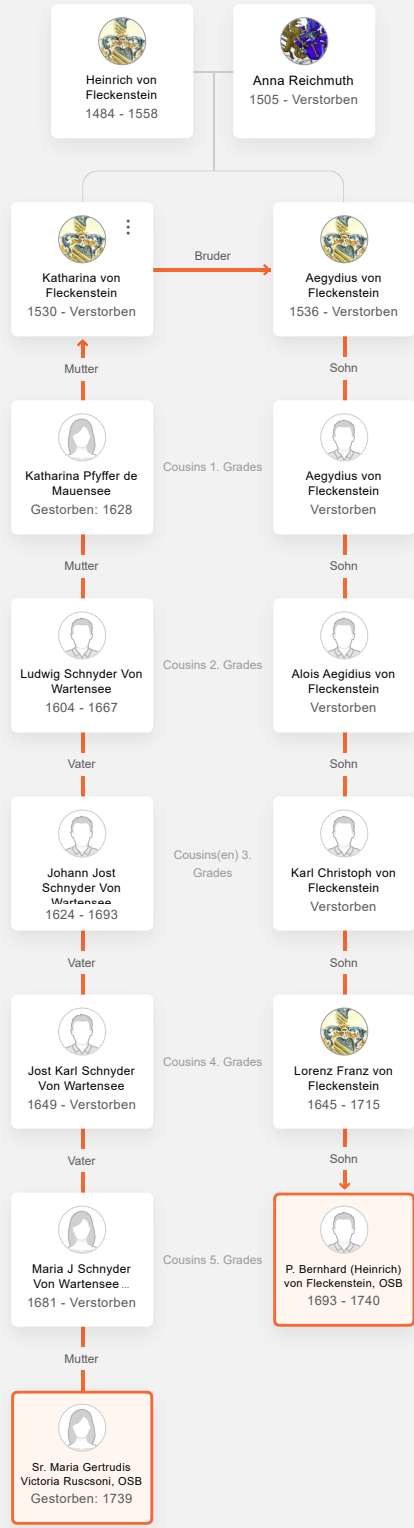 Heinrich von
Fleckenstein
1484 - 1558
Anna Reichmuth
1505 - Verstorben
Katharina von
Fleckenstein
1530 - Verstorben
Bruder
Aegydius von
Fleckenstein
1536 - Verstorben
Mutter
Sohn
Katharina Pfyffer de
Mauensee
Gestorben: 1628
Cousins 1. Grades
Aegydius von
Fleckenstein
Verstorben
Mutter
Sohn
Ludwig Schnyder Von
Wartensee
1604 - 1667
Cousins 2. Grades
Alois Aegidius von
Fleckenstein
Verstorben
Vater
Sohn
Johann Jost
Schnyder Von
Wartensee
1624 - 1693
Cousins(en) 3.
Grades
Karl Christoph von
Fleckenstein
Verstorben
Vater
Sohn
Jost Karl Schnyder
Von Wartensee
1649 - Verstorben
Cousins 4. Grades
Lorenz Franz von
Fleckenstein
1645 - 1715
Vater
Sohn
Maria J Schnyder
Von Wartensee ...
1681 - Verstorben
Cousins 5. Grades
P. Bernhard (Heinrich)
von Fleckenstein, OSB
1693 - 1740
Mutter
Sr. Maria Gertrudis
Victoria Ruscsoni, OSB
Gestorben: 1739